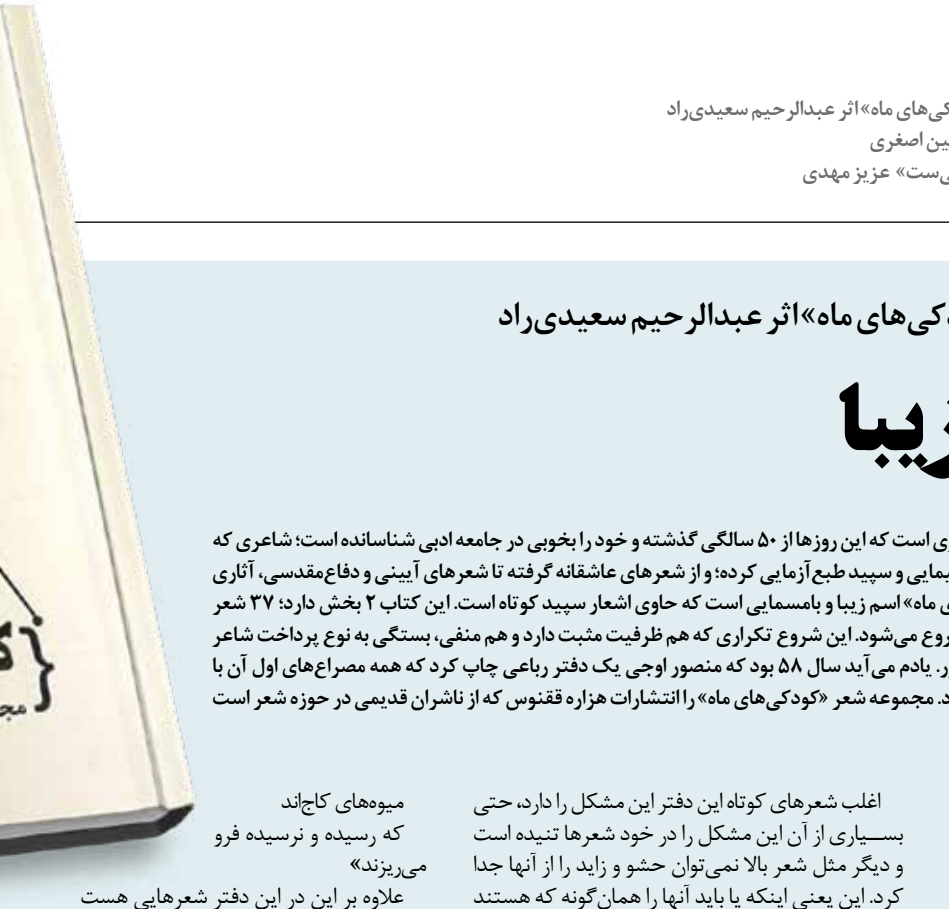 کی‌های ماه» اثر عبدالرحیم سعیدی‌راد
ین اصغری
ی‌ست» عزیز مهدی
کی‌های ماه» اثر عبدالرحیم سعیدی‌راد
زیبا
ری است که این روزها از ۵۰ سالگی گذشته و خود را بخوبی در جامعه ادبی شناسانده است؛ شاعری که
یمایی و سپید طبع‌آزمایی کرده؛ و از شعرهای عاشقانه گرفته تا شعرهای آیینی و دفاع‌مقدسی، آثاری
ی ماه» اسم زیبا و بامسمایی است که حاوی اشعار سپید کوتاه است. این کتاب ۲ بخش دارد؛ ۳۷ شعر
روع می‌شود. این شروع تکراری که هم ظرفیت مثبت دارد و هم منفی، بستگی به نوع پرداخت شاعر
ر. یادم می‌آید سال ۵۸ بود که منصور اوجی یک دفتر رباعی چاپ کرد که همه مصراع‌های اول آن با
د. مجموعه شعر «کودکی‌های ماه» را انتشارات هزاره ققنوس که از ناشران قدیمی در حوزه شعر است
اغلب شعرهای کوتاه این دفتر این مشکل را دارد، حتی
بســیاری از آن این مشکل را در خود شعرها تنیده است
و دیگر مثل شعر بالا نمی‌توان حشو و زاید را از آنها جدا
کرد. این یعنی اینکه یا باید آنها را همان‌گونه که هستند
میوه‌های کاج‌اند
که رسیده و نرسیده فرو
می‌ریزند»
علاوه بر این در این دفتر شعرهایی هست